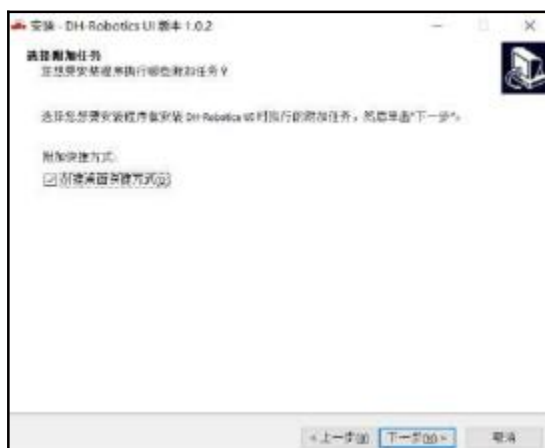 安装 - DH-Robotics UI 版本 1.0.2
选择附加任务
您想要安装程序执行哪些附加任务？
选择您想要安装程序在安装 DH-Robotics UI 时执行的附加任务，然后单击“下一步”。
附加快捷方式:
创建桌面快捷方式(D)
<上一步(B) 下一步(N)> 取消